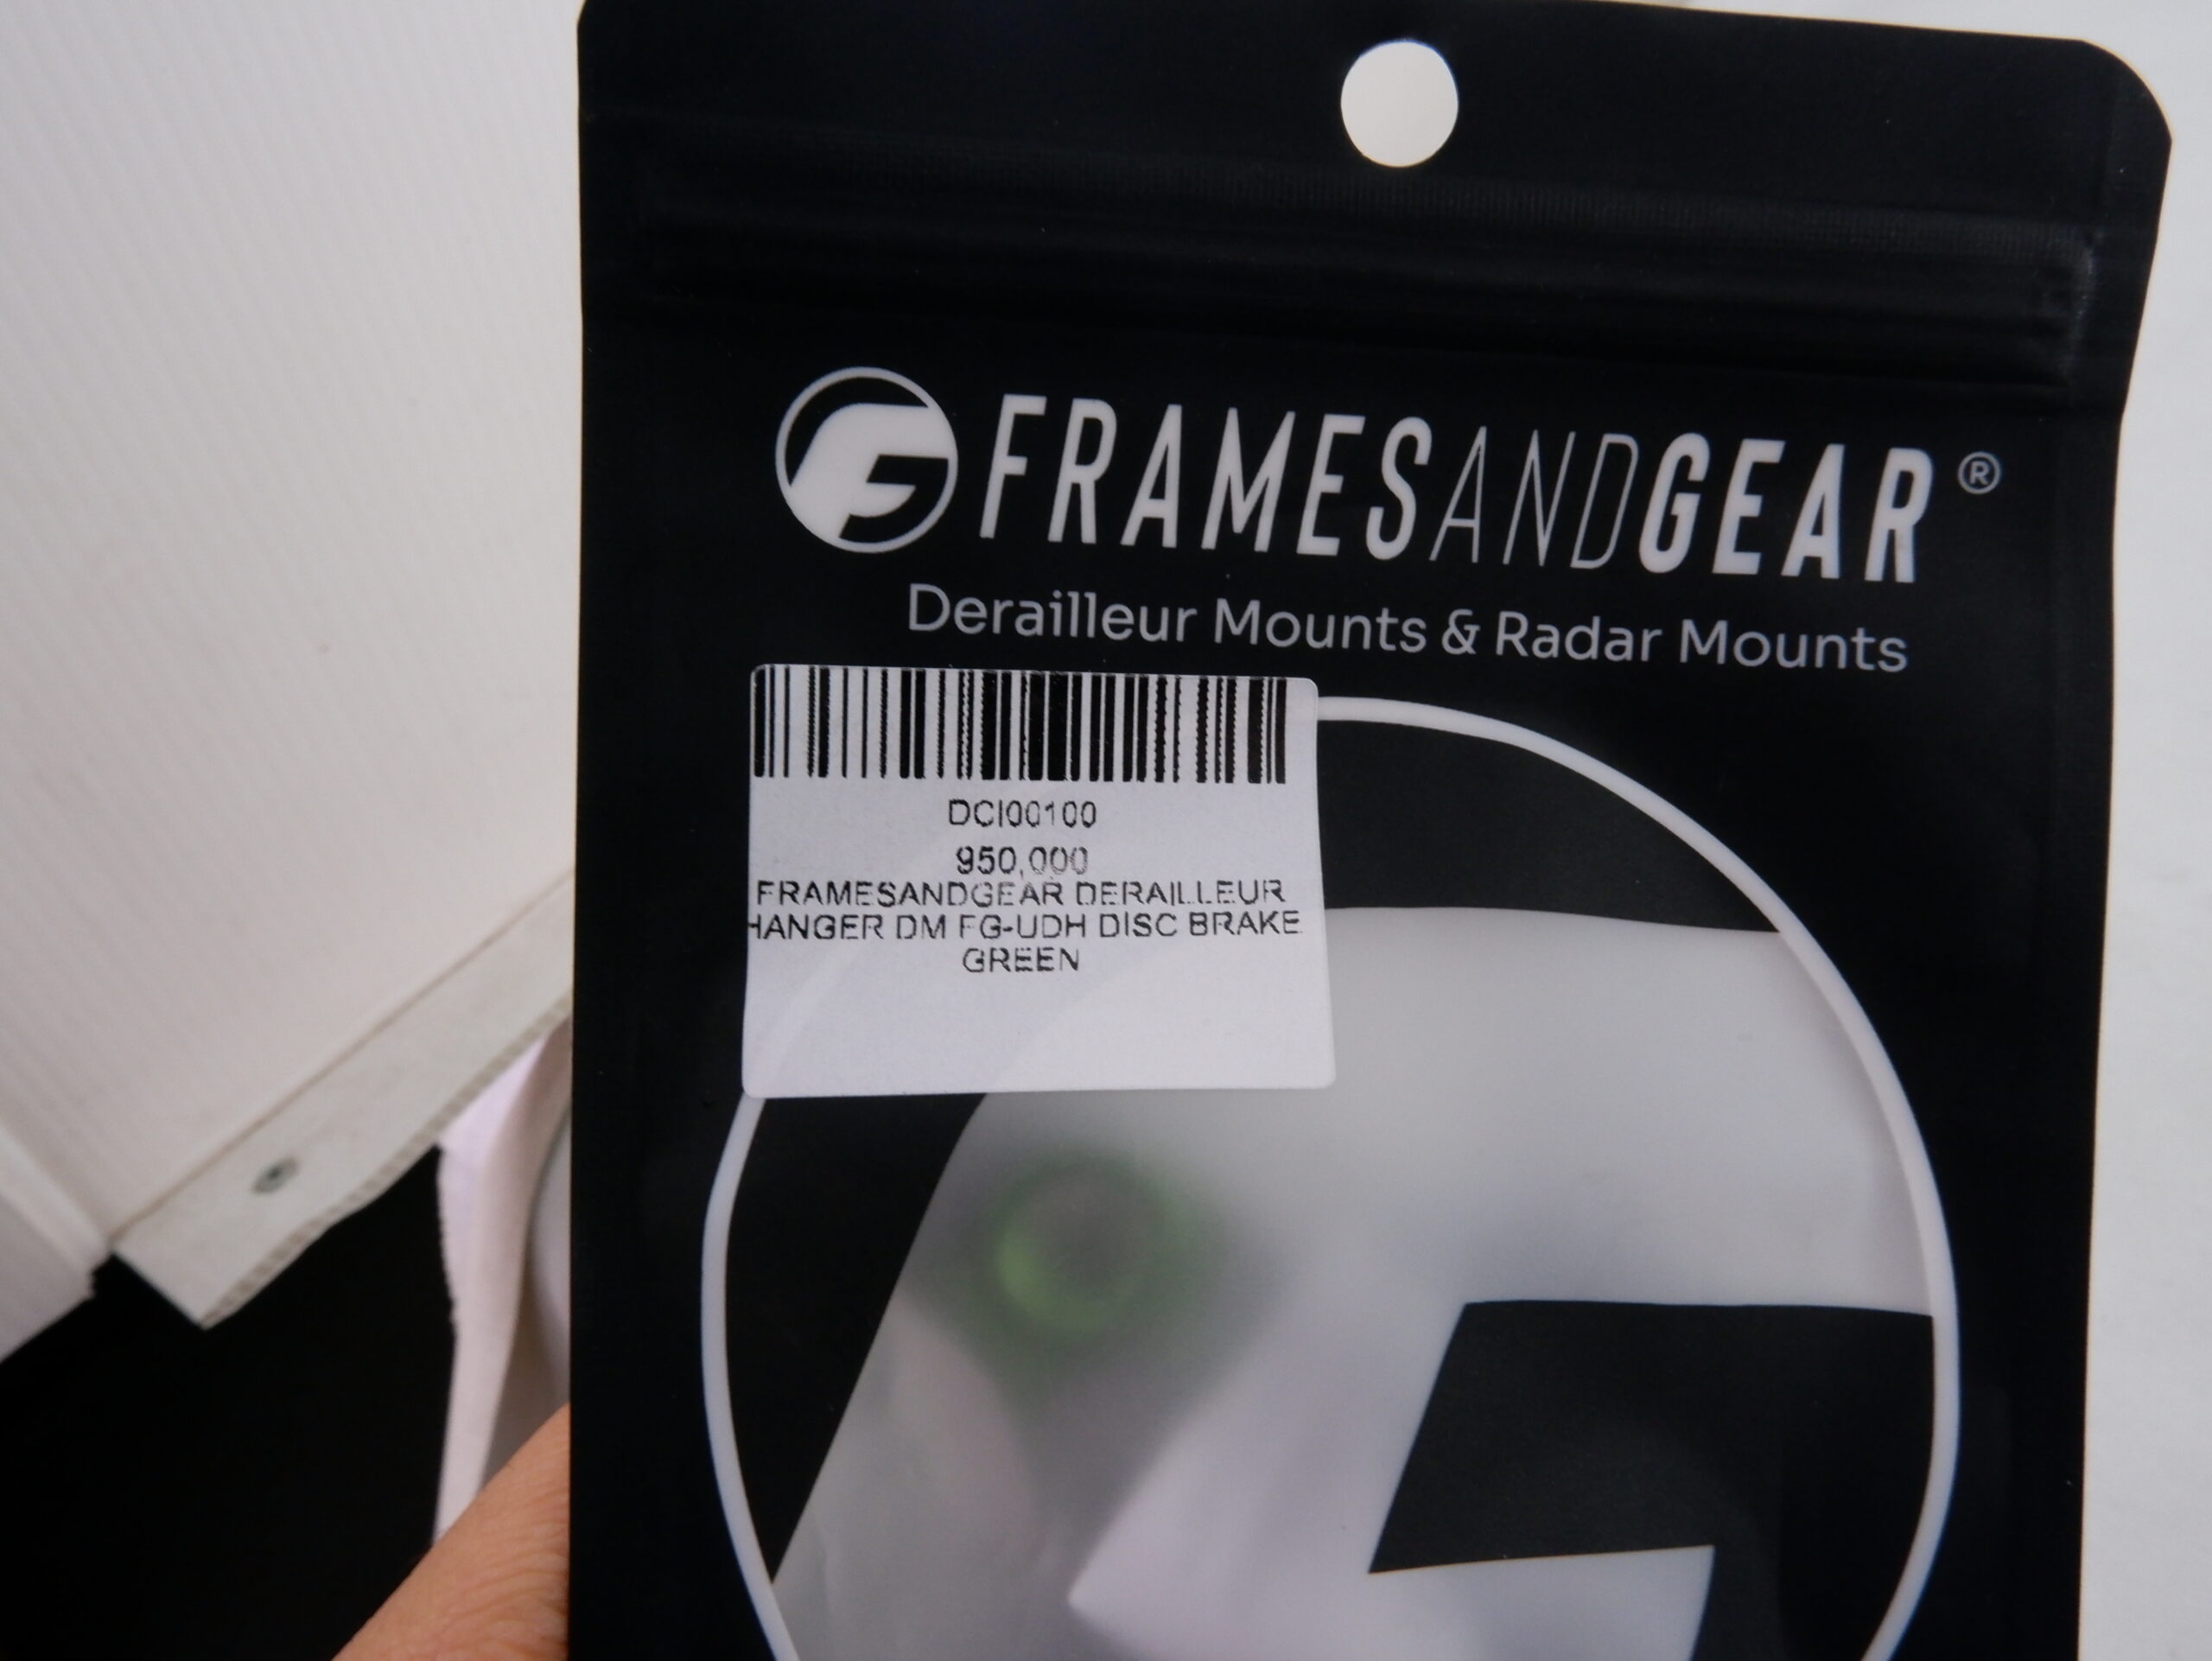 FRAMESANDGEAR®
Derailleur Mounts & Radar Mounts
DCI00100
950,000
FRAMESANDGEAR DERAILLEUR
HANGER DM FG-UDH DISC BRAKE
GREEN